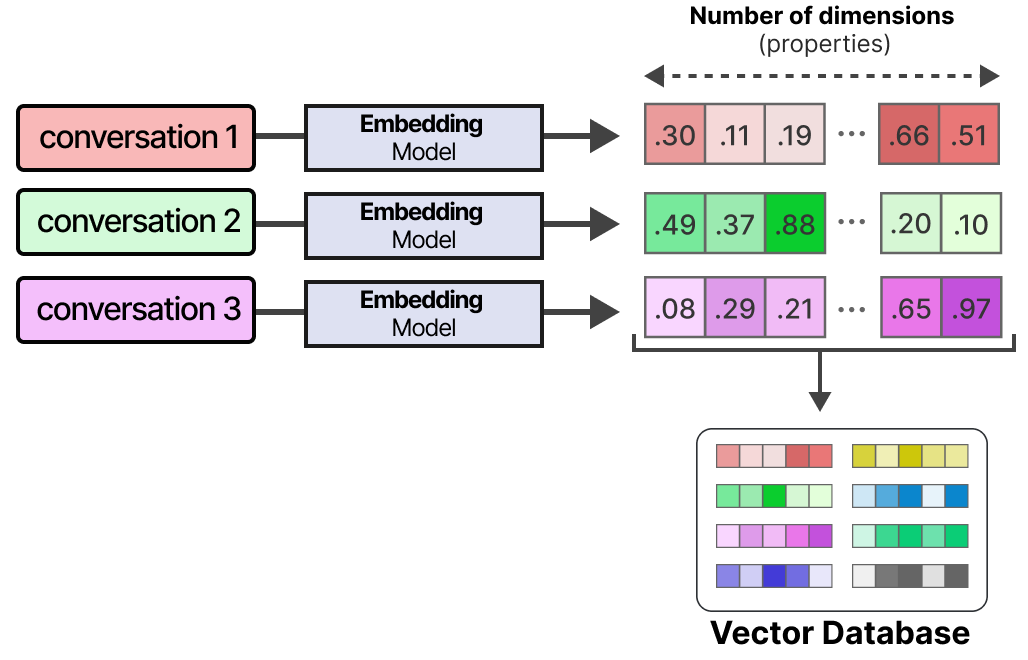 Number of dimensions
(properties)
conversation 1
Embedding
Model
.30 .11 .19 ... .66 .51
conversation 2
Embedding
Model
.49 .37 .88 ... .20 .10
conversation 3
Embedding
Model
.08 .29 .21 ... .65 .97
Vector Database